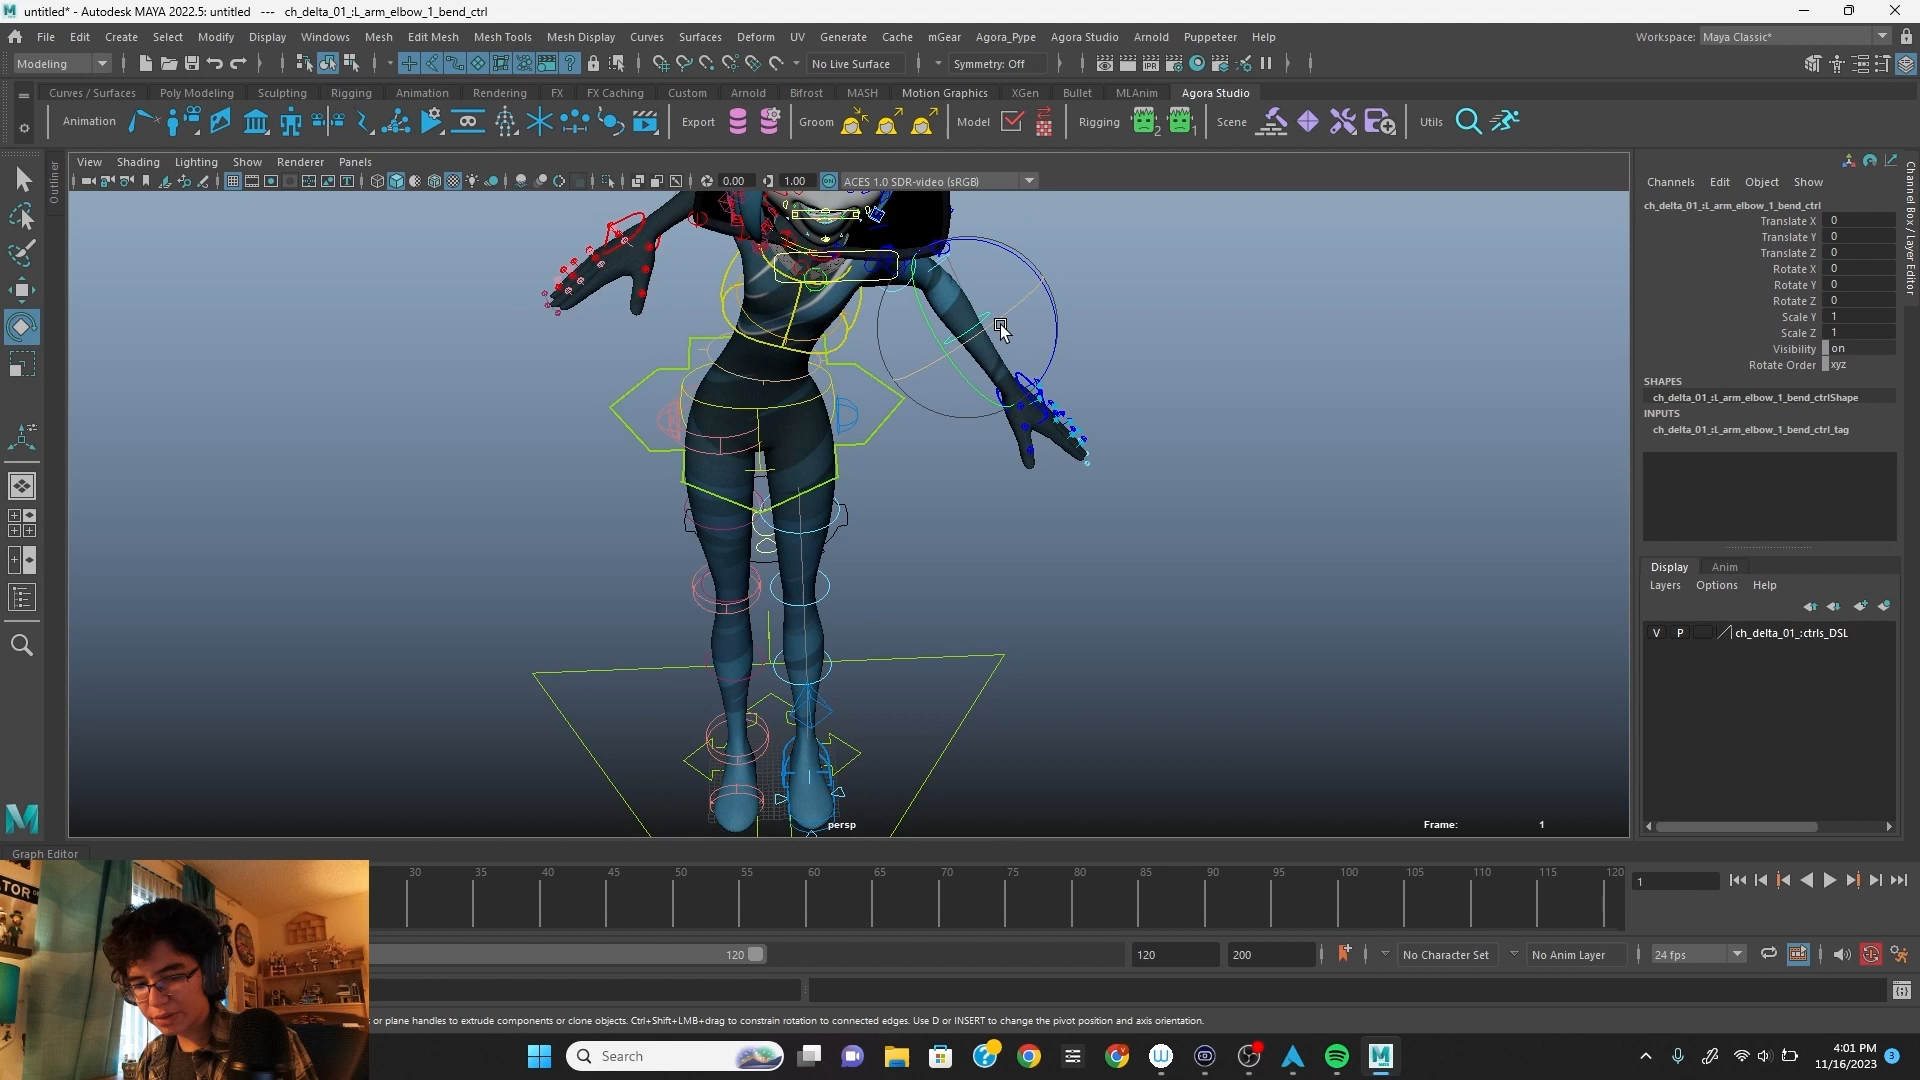 untitled* - Autodesk MAYA 2022.5: untitled   ---   ch_delta_01_:L_arm_elbow_1_bend_ctrl
File Edit Create Select Modify Display Windows Mesh Edit Mesh Mesh Tools Mesh Display Curves Surfaces Deform UV Generate Cache mGear Agora_Pype Agora Studio Arnold Puppeteer Help
Workspace: Maya Classic*
Modeling
No Live Surface
Symmetry: Off
IPR
Curves / Surfaces Poly Modeling Sculpting Rigging Animation Rendering FX FX Caching Custom Arnold Bifrost MASH Motion Graphics XGen Bullet MLAnim Agora Studio
Animation
Export
Groom
Model
Rigging
2
1
Scene
Utils
Outliner
View Shading Lighting Show Renderer Panels
0.00
1.00
ON
ACES 1.0 SDR-video (sRGB)
persp
Frame: 1
Channels Edit Object Show
ch_delta_01_:L_arm_elbow_1_bend_ctrl
Translate X 0
Translate Y 0
Translate Z 0
Rotate X 0
Rotate Y 0
Rotate Z 0
Scale Y 1
Scale Z 1
Visibility on
Rotate Order xyz
SHAPES
ch_delta_01_:L_arm_elbow_1_bend_ctrlShape
INPUTS
ch_delta_01_:L_arm_elbow_1_bend_ctrl_tag
Channel Box / Layer Editor
Display Anim
Layers Options Help
V P ch_delta_01_:ctrls_DSL
Graph Editor
30 35 40 45 50 55 60 65 70 75 80 85 90 95 100 105 110 115 120
1
120
120
200
No Character Set
No Anim Layer
24 fps
or plane handles to extrude components or clone objects. Ctrl+Shift+LMB+drag to constrain rotation to connected edges. Use D or INSERT to change the pivot position and axis orientation.
Search
4:01 PM
11/16/2023
3